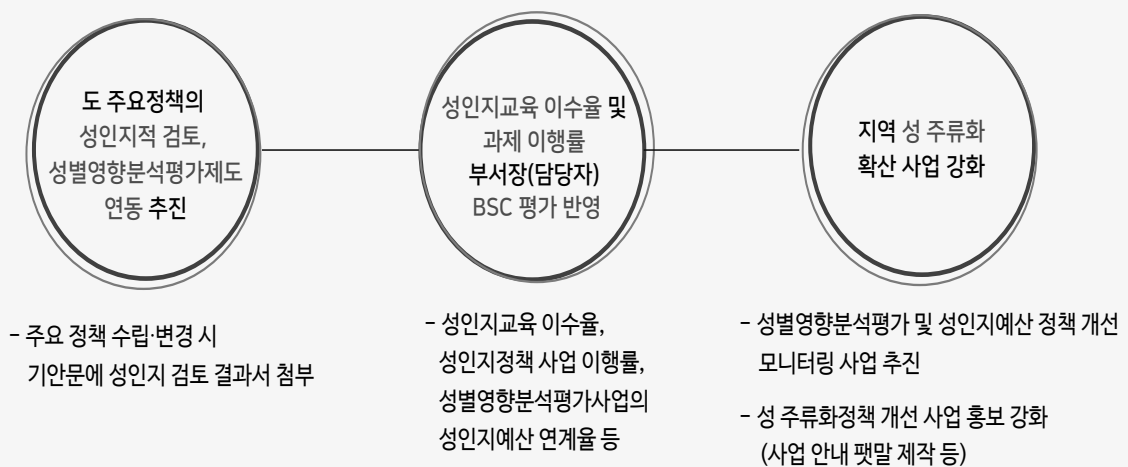 도 주요정책의
성인지적 검토,
성별영향분석평가제도
연동 추진
성인지교육 이수율 및
과제 이행률
부서장(담당자)
BSC 평가 반영
지역 성 주류화
확산 사업 강화
- 주요 정책 수립·변경 시
기안문에 성인지 검토 결과서 첨부
- 성인지교육 이수율,
성인지정책 사업 이행률,
성별영향분석평가사업의
성인지예산 연계율 등
- 성별영향분석평가 및 성인지예산 정책 개선
모니터링 사업 추진
- 성 주류화정책 개선 사업 홍보 강화
(사업 안내 팻말 제작 등)